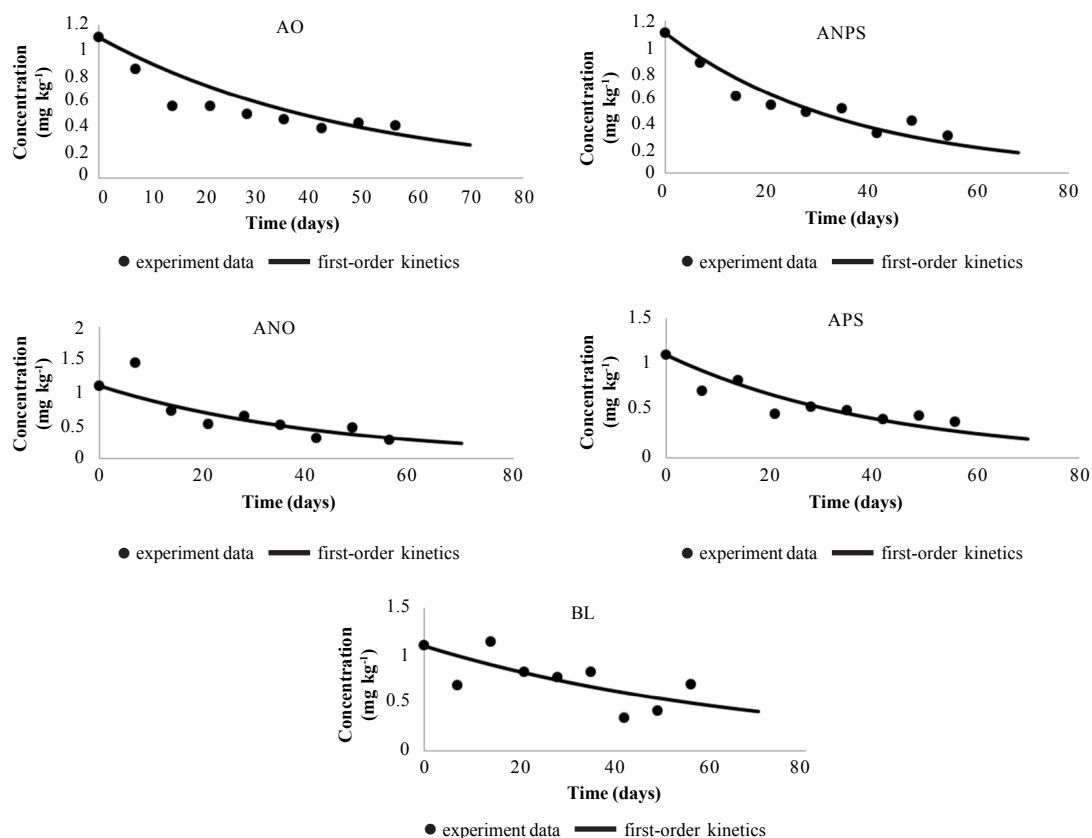 AO
Concentration
(mg kg-1)
1.2
1
0.8
0.6
0.4
0.2
0
0 10 20 30 40 50 60 70 80
Time (days)
experiment data first-order kinetics
ANPS
Concentration
(mg kg-1)
1.2
1
0.8
0.6
0.4
0.2
0
0 20 40 60 80
Time (days)
experiment data first-order kinetics
ANO
Concentration
(mg kg-1)
2
1.5
1
0.5
0
0 20 40 60 80
Time (days)
experiment data first-order kinetics
APS
Concentration
(mg kg-1)
1.5
1
0.5
0
0 20 40 60 80
Time (days)
experiment data first-order kinetics
BL
Concentration
(mg kg-1)
1.5
1
0.5
0
0 20 40 60 80
Time (days)
experiment data first-order kinetics